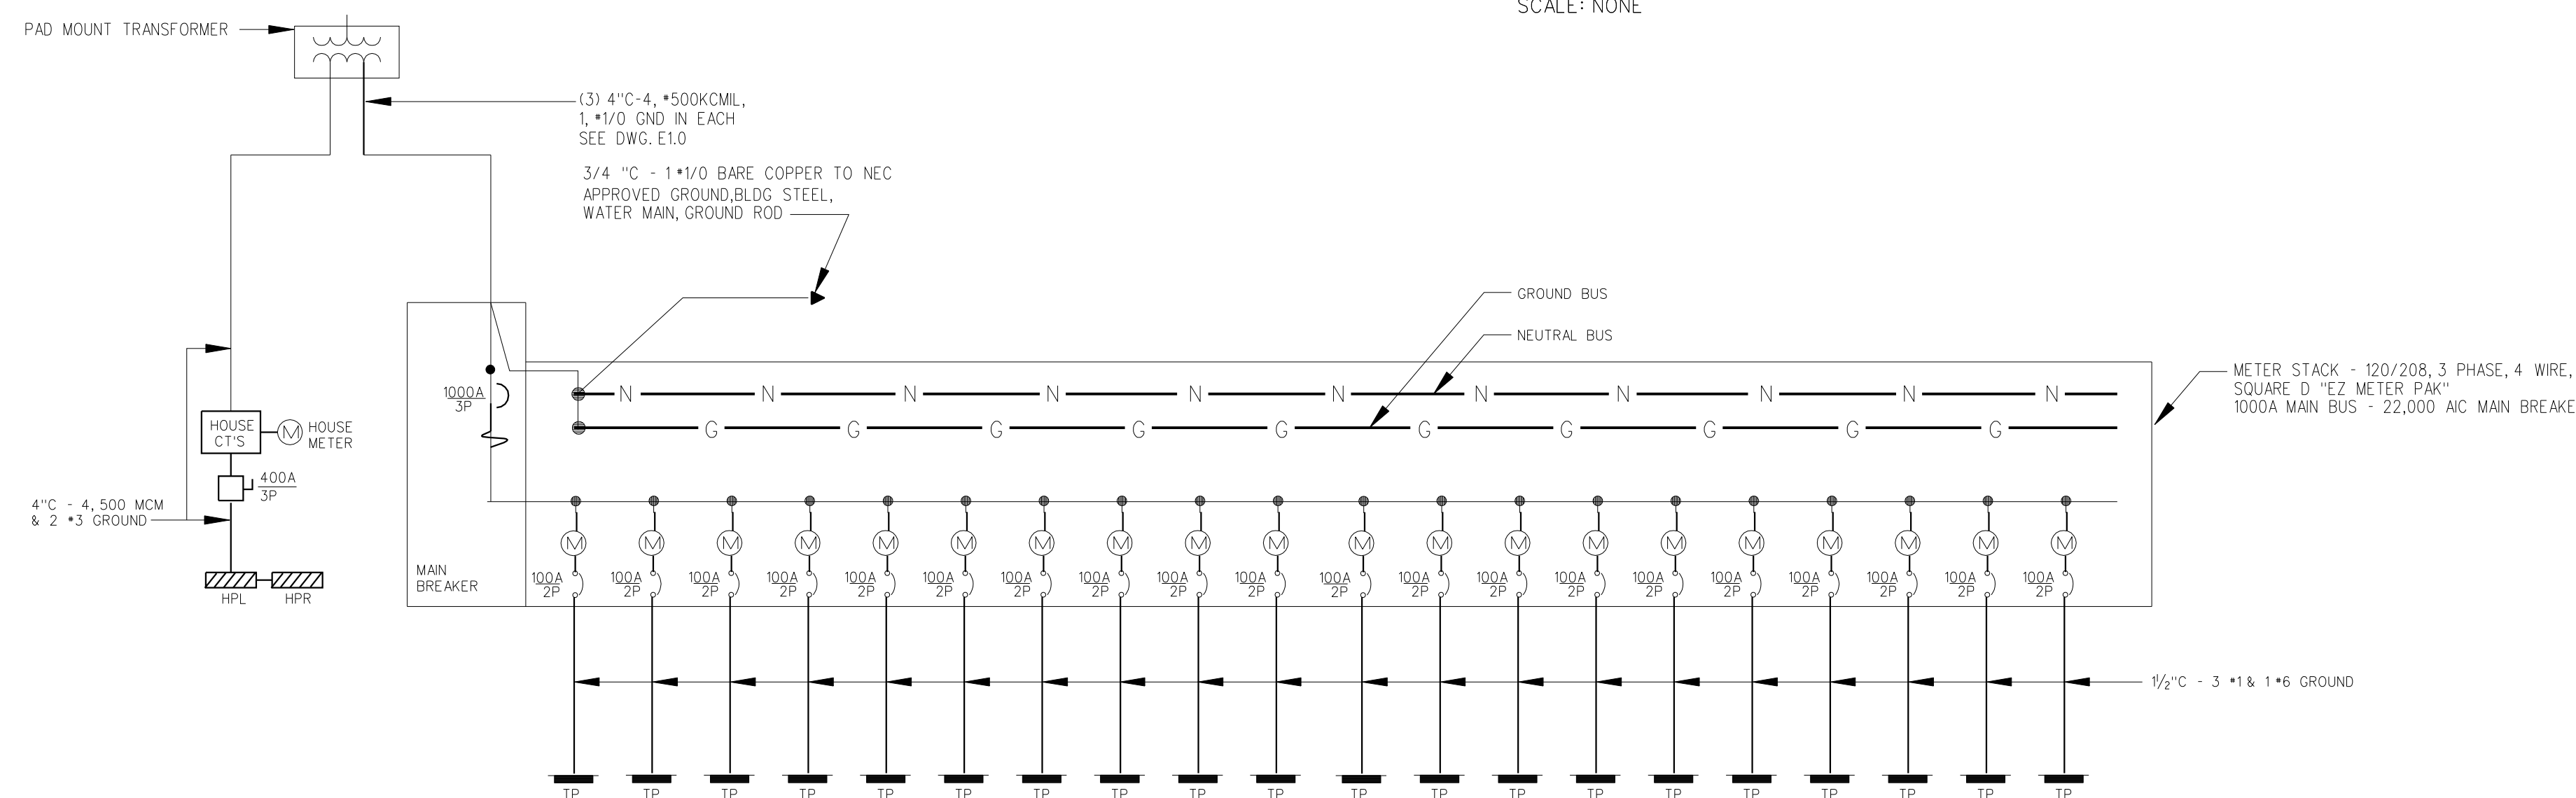 SCALE: NONE
PAD MOUNT TRANSFORMER
(3) 4"C-4, #500KCMIL,
1, #1/0 GND IN EACH
SEE DWG. E1.0
3/4 "C - 1 #1/0 BARE COPPER TO NEC
APPROVED GROUND,BLDG STEEL,
WATER MAIN, GROUND ROD
GROUND BUS
NEUTRAL BUS
METER STACK - 120/208, 3 PHASE, 4 WIRE,
SQUARE D "EZ METER PAK"
1000A MAIN BUS - 22,000 AIC MAIN BREAKE
1000A
3P
N N N N N N N N N N N
G G G G G G G G G G
HOUSE
CT'S
M
HOUSE
METER
400A
3P
4"C - 4, 500 MCM
& 2 #3 GROUND
HPL HPR
MAIN
BREAKER
M M M M M M M M M M M M M M M M M M M M
100A 100A 100A 100A 100A 100A 100A 100A 100A 100A 100A 100A 100A 100A 100A 100A 100A 100A 100A 100A
2P 2P 2P 2P 2P 2P 2P 2P 2P 2P 2P 2P 2P 2P 2P 2P 2P 2P 2P 2P
1½"C - 3 #1 & 1 #6 GROUND
TP TP TP TP TP TP TP TP TP TP TP TP TP TP TP TP TP TP TP TP